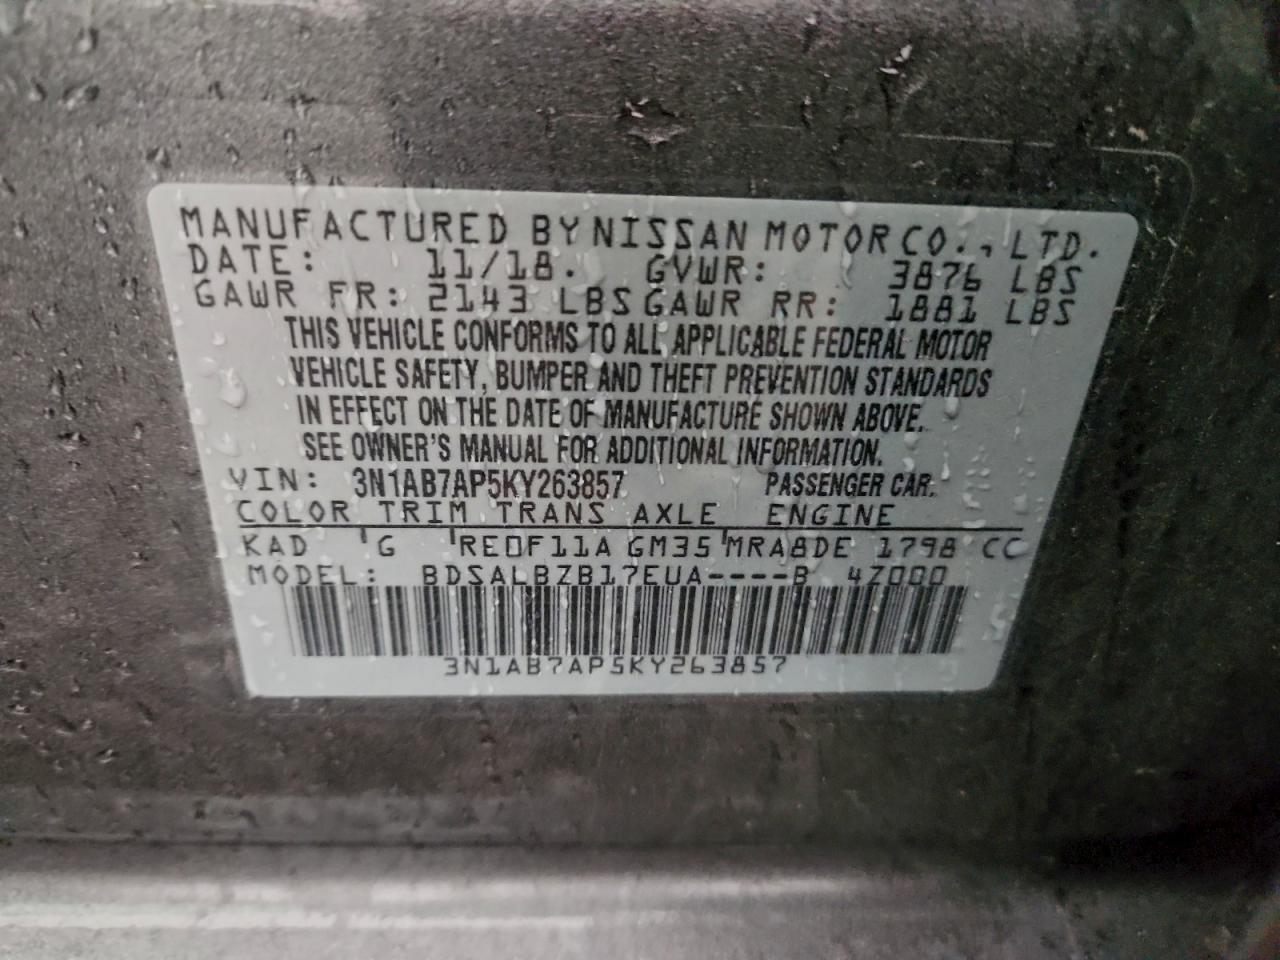 MANUFACTURED BY NISSAN MOTOR CO., LTD.
DATE: 11/18. GVWR: 3876 LBS
GAWR FR: 2143 LBS GAWR RR: 1881 LBS
THIS VEHICLE CONFORMS TO ALL APPLICABLE FEDERAL MOTOR
VEHICLE SAFETY, BUMPER AND THEFT PREVENTION STANDARDS
IN EFFECT ON THE DATE OF MANUFACTURE SHOWN ABOVE.
SEE OWNER'S MANUAL FOR ADDITIONAL INFORMATION.
VIN: 3N1AB7AP5KY263857 PASSENGER CAR.
COLOR TRIM TRANS AXLE ENGINE
KAD 'G 'RE0F11A GM35'MRA8DE 1798 CC
MODEL: BDSALBZB17EUA----B 4Z000
3N1AB7AP5KY263857